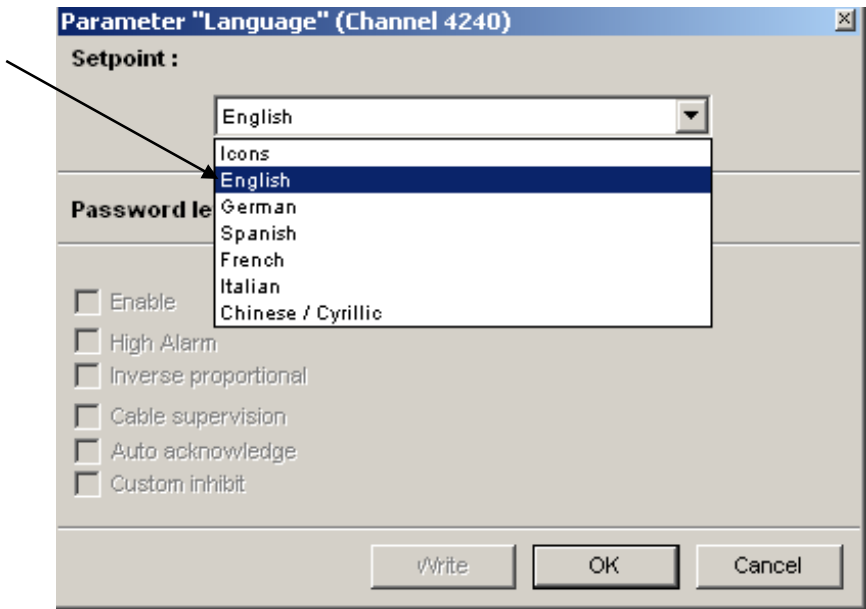 Parameter "Language" (Channel 4240)
Setpoint :
English
Icons
English
German
Spanish
French
Italian
Chinese / Cyrillic
Password le
Enable
High Alarm
Inverse proportional
Cable supervision
Auto acknowledge
Custom inhibit
Write
OK
Cancel